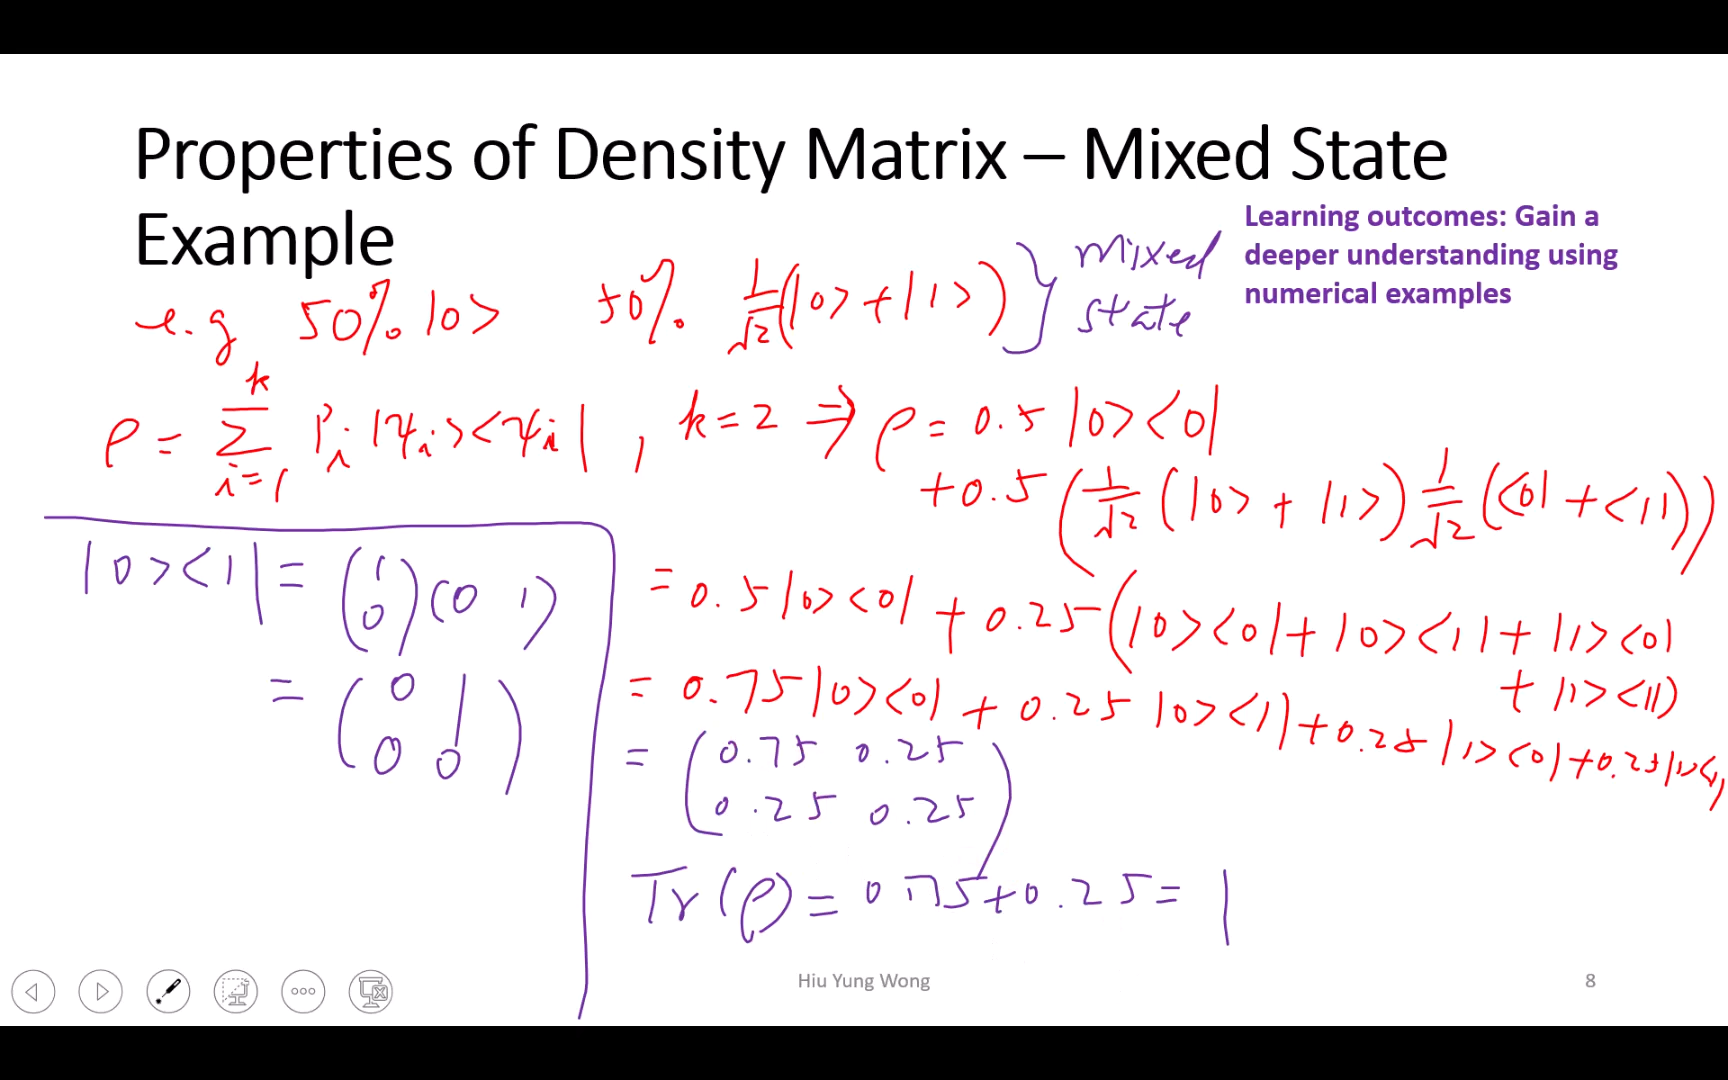 Properties of Density Matrix – Mixed State
Example
Learning outcomes: Gain a
deeper understanding using
numerical examples
e.g 50% |0> 50% 1/√2 (|0> + |1>) } mixed state
ρ = Σ_{i=1}^{k} P_i |ψ_i><ψ_i| , k=2 ⇒ ρ = 0.5 |0><0|
+0.5 (1/√2 (|0> + |1>) 1/√2 (<0| + <1|))
= 0.5|0><0| + 0.25(|0><0| + |0><1| + |1><0|
+ |1><1|)
= 0.75|0><0| + 0.25 |0><1| + 0.25 |1><0| + 0.25|1><1|
= (0.75 0.25
0.25 0.25)
Tr(ρ) = 0.75+0.25 = 1
|0><1| = (1
0)(0 1)
= (0 1
0 0)
Hiu Yung Wong
8